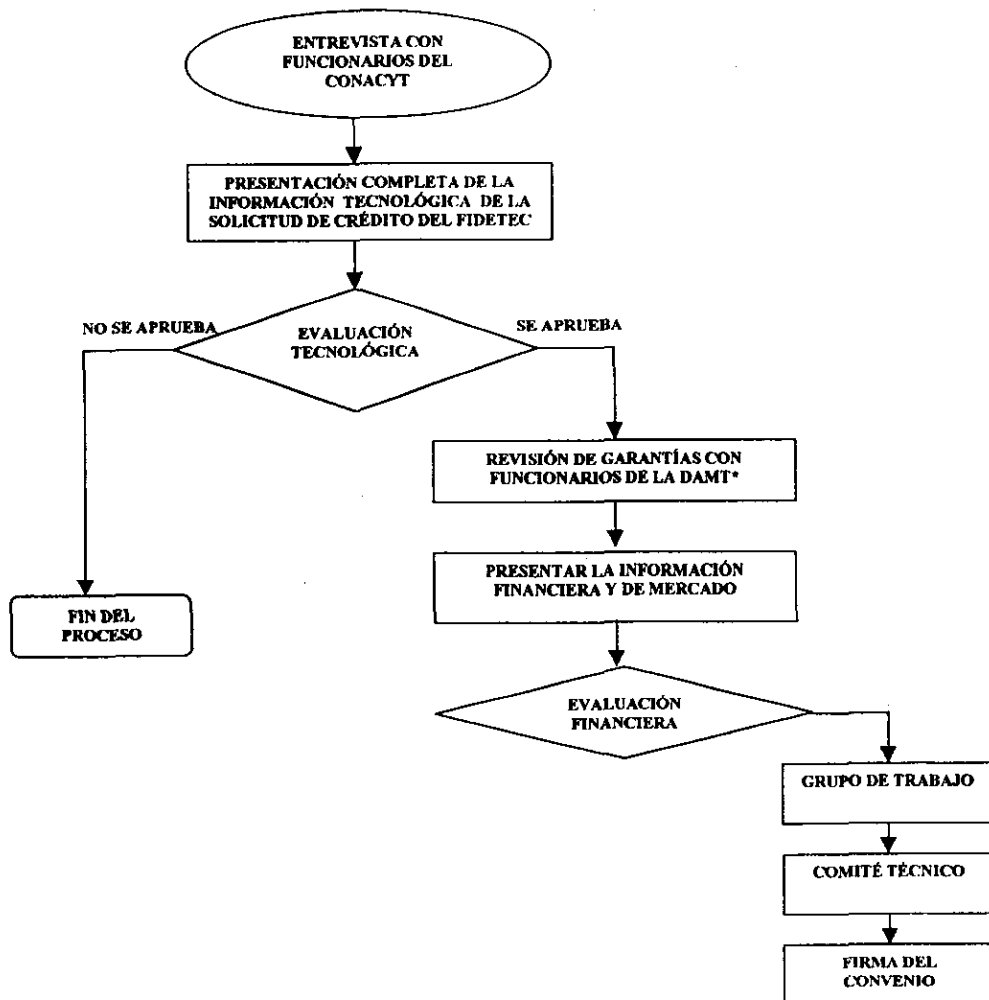 ENTREVISTA CON
FUNCIONARIOS DEL
CONACYT
PRESENTACIÓN COMPLETA DE LA
INFORMACIÓN TECNOLÓGICA DE LA
SOLICITUD DE CRÉDITO DEL FIDETEC
NO SE APRUEBA
EVALUACIÓN
TECNOLÓGICA
SE APRUEBA
REVISIÓN DE GARANTÍAS CON
FUNCIONARIOS DE LA DAMT*
PRESENTAR LA INFORMACIÓN
FINANCIERA Y DE MERCADO
FIN DEL
PROCESO
EVALUACIÓN
FINANCIERA
GRUPO DE TRABAJO
COMITÉ TÉCNICO
FIRMA DEL
CONVENIO